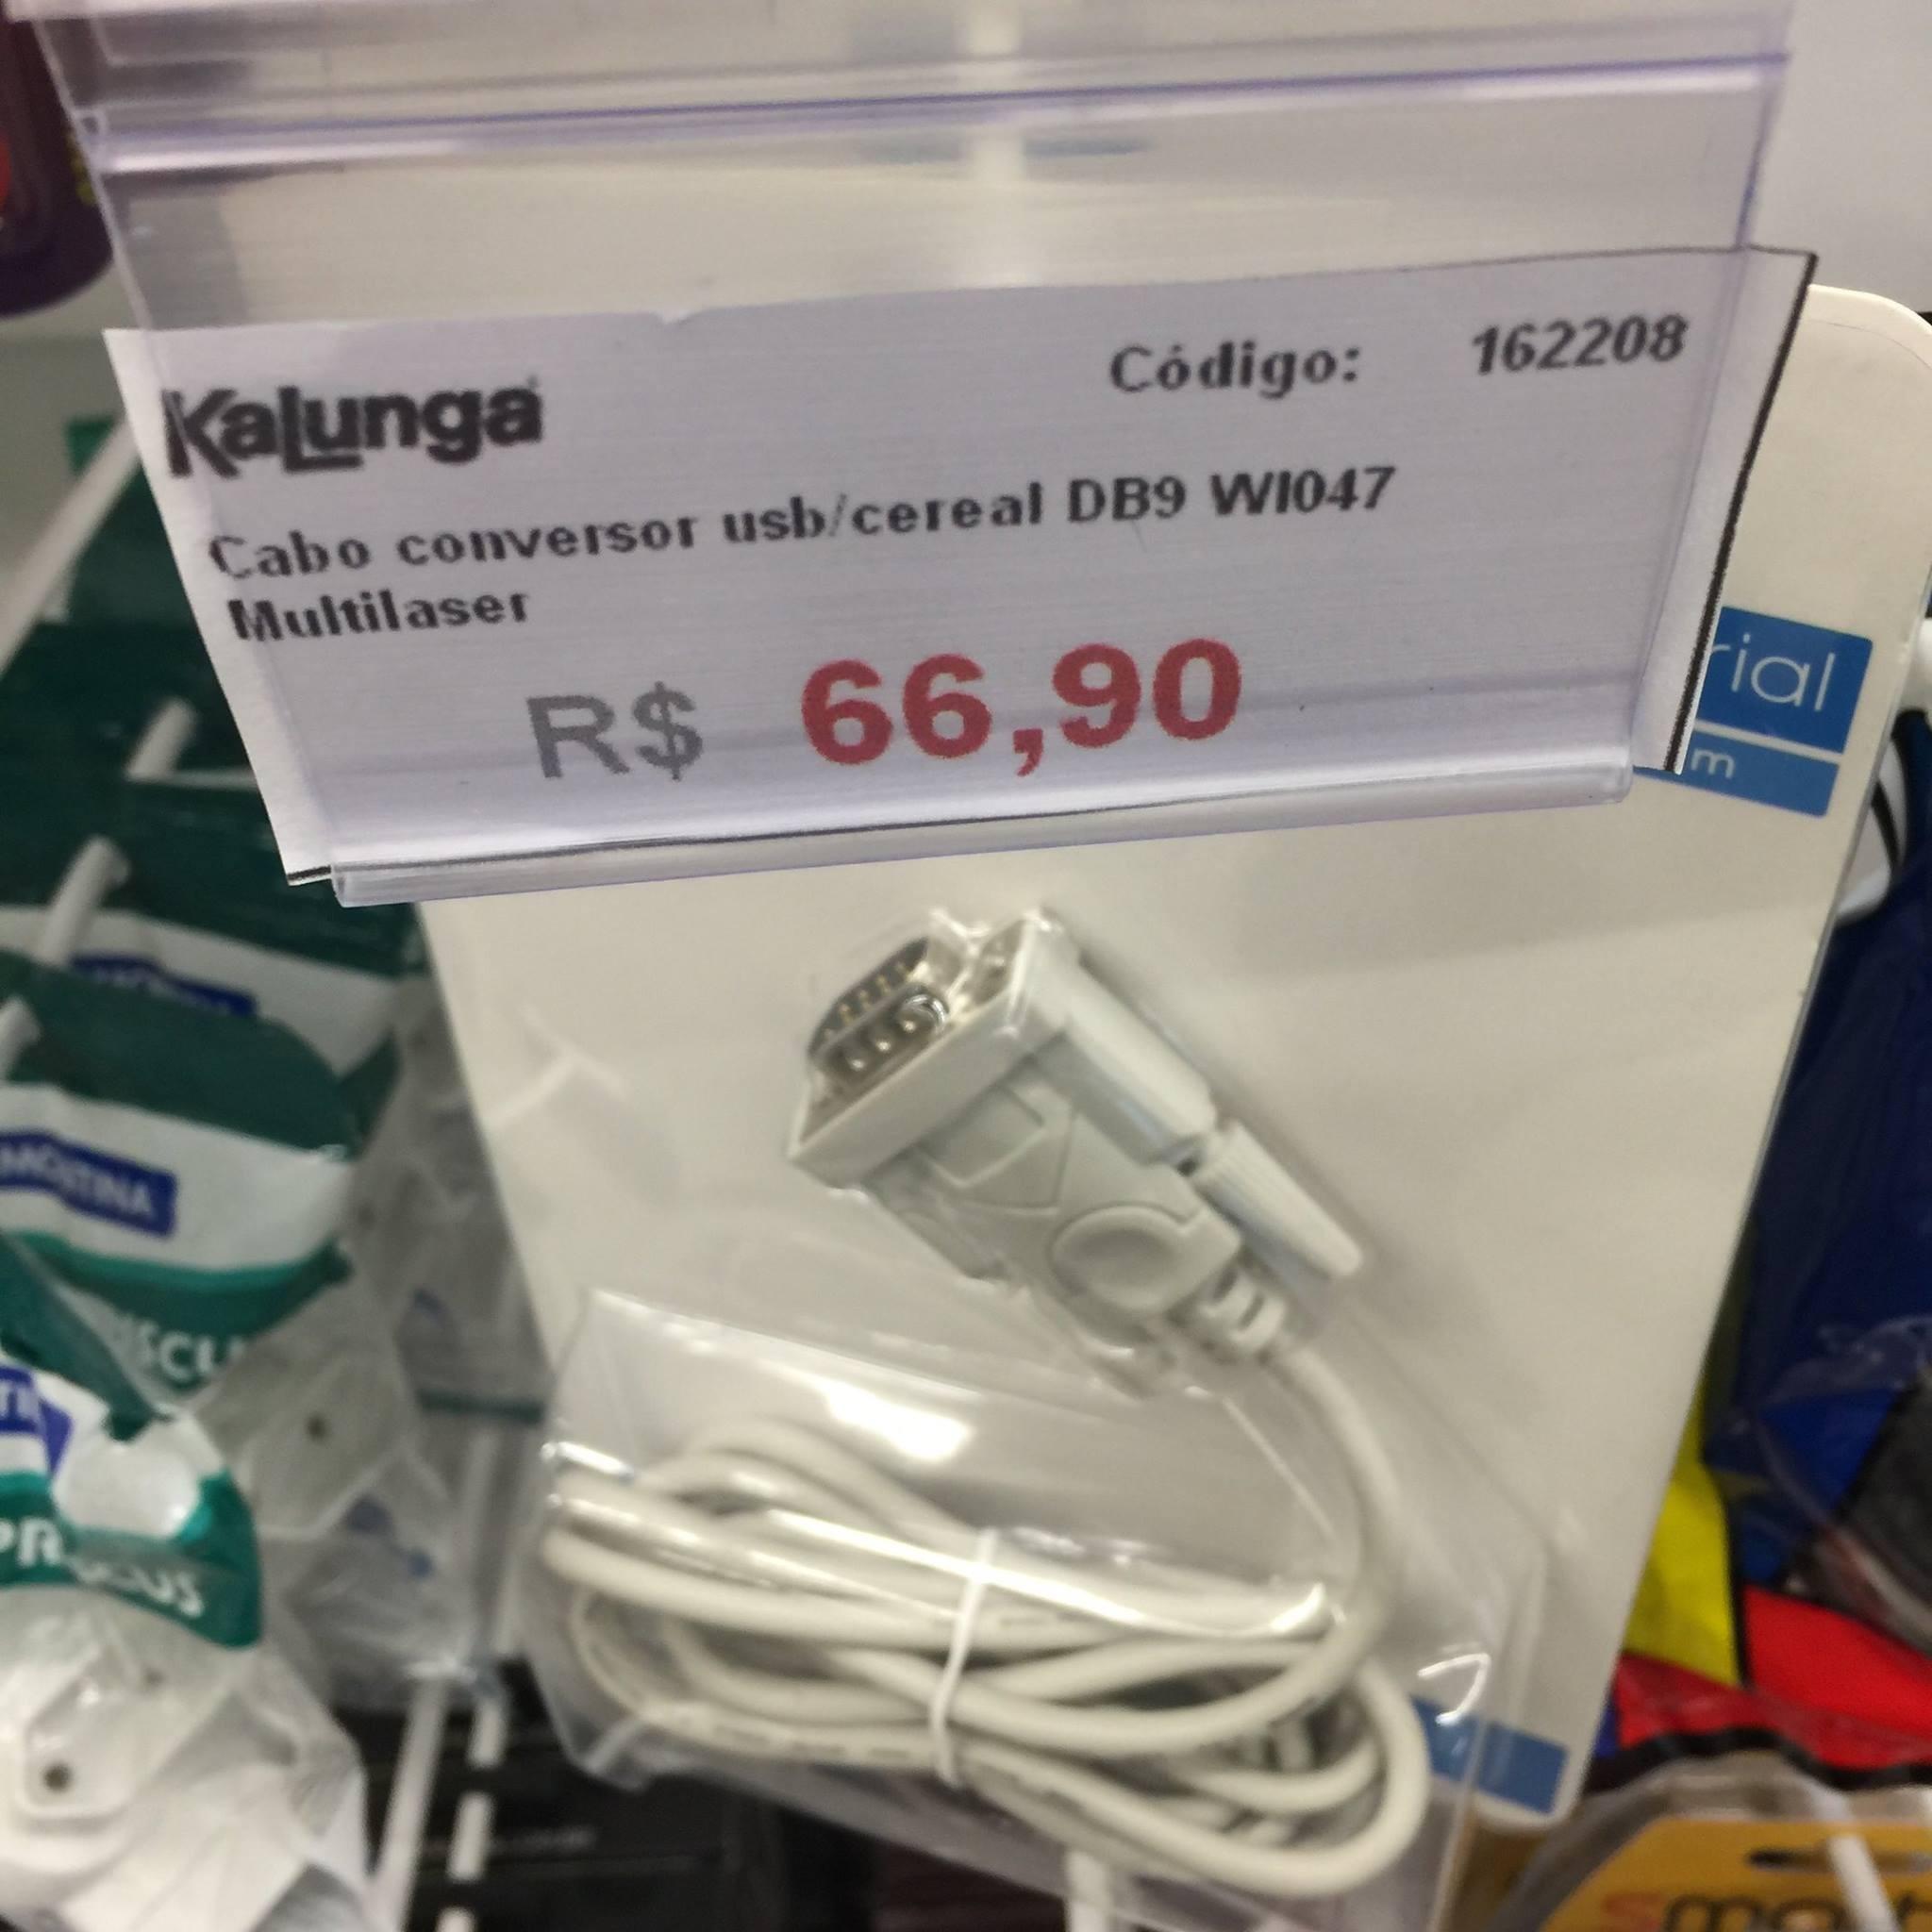 KaLunga
Código: 162208
Cabo conversor usb/cereal DB9 WI047
Multilaser
R$ 66,90
rial
m